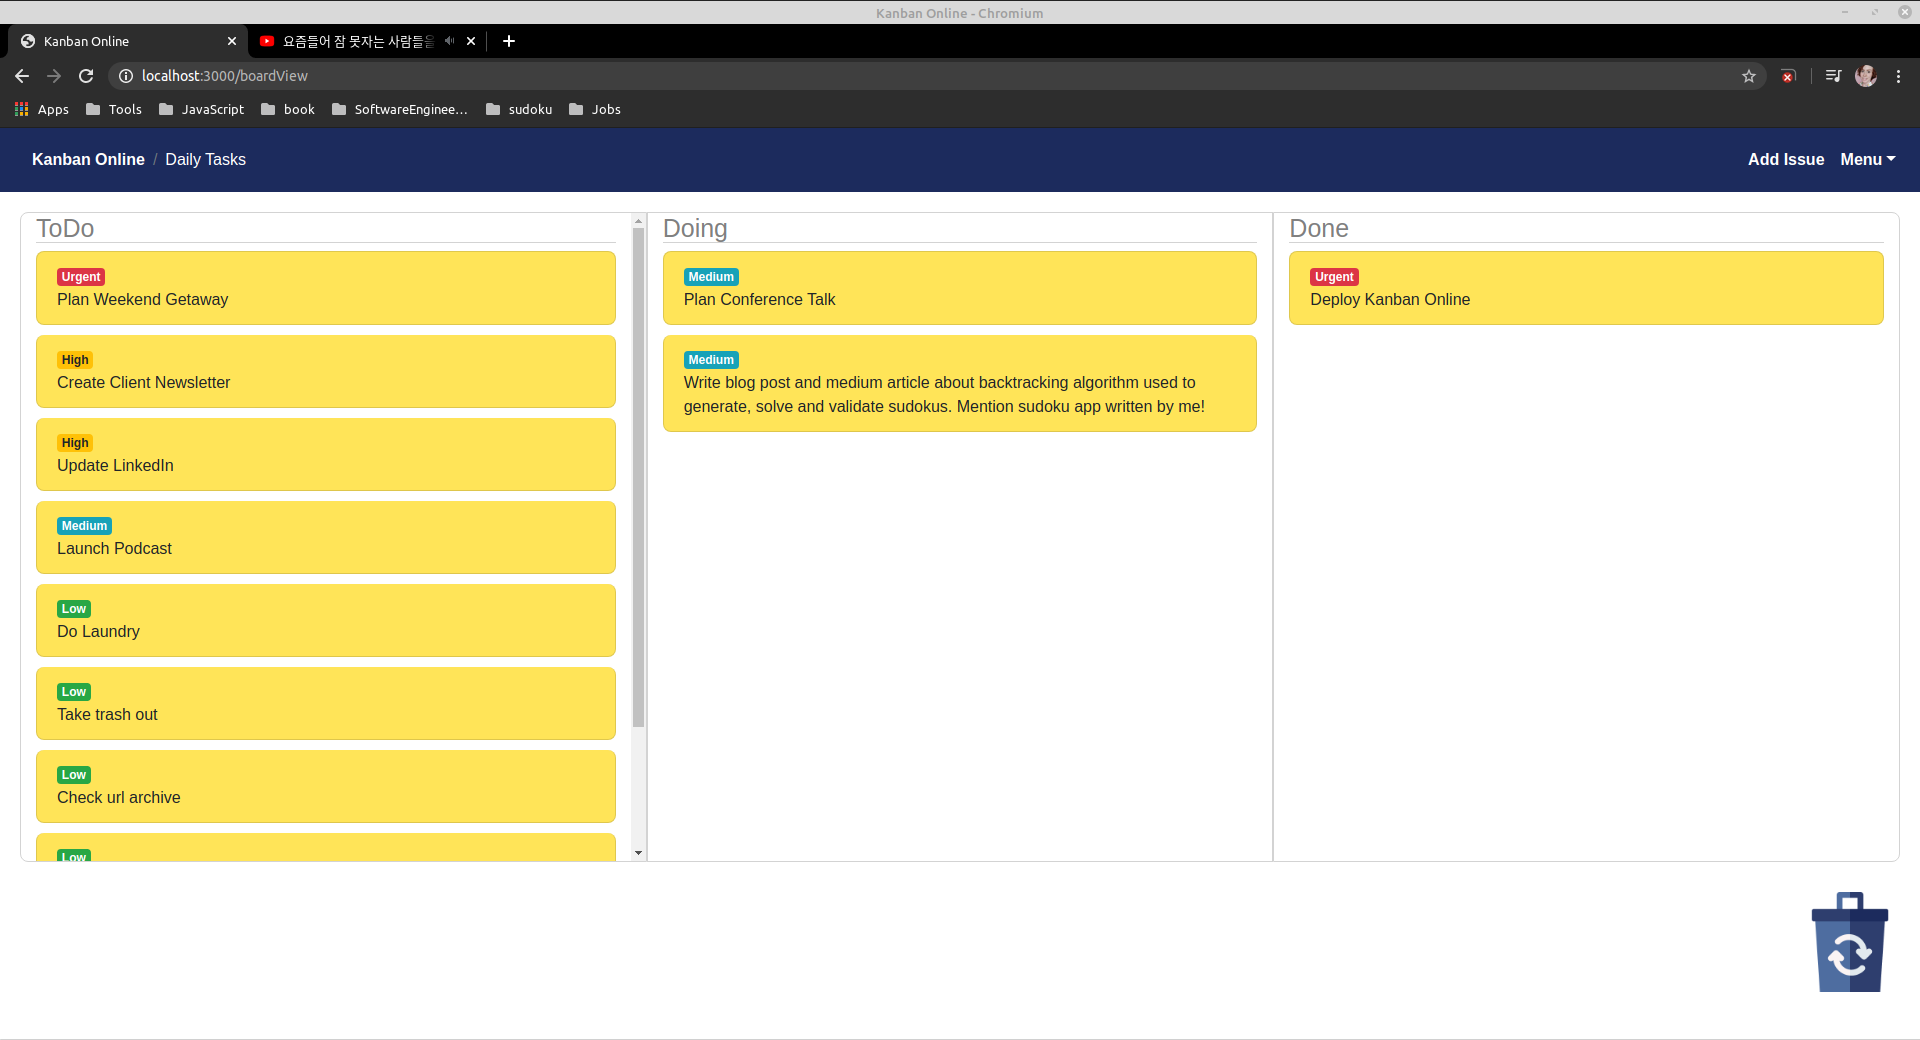 Kanban Online - Chromium
Kanban Online
요즘들어 잠 못자는 사람들을
localhost:3000/boardView
Apps
Tools
JavaScript
book
SoftwareEnginee...
sudoku
Jobs
Kanban Online / Daily Tasks
Add Issue
Menu
ToDo
Urgent
Plan Weekend Getaway
High
Create Client Newsletter
High
Update LinkedIn
Medium
Launch Podcast
Low
Do Laundry
Low
Take trash out
Low
Check url archive
Low
Doing
Medium
Plan Conference Talk
Medium
Write blog post and medium article about backtracking algorithm used to
generate, solve and validate sudokus. Mention sudoku app written by me!
Done
Urgent
Deploy Kanban Online